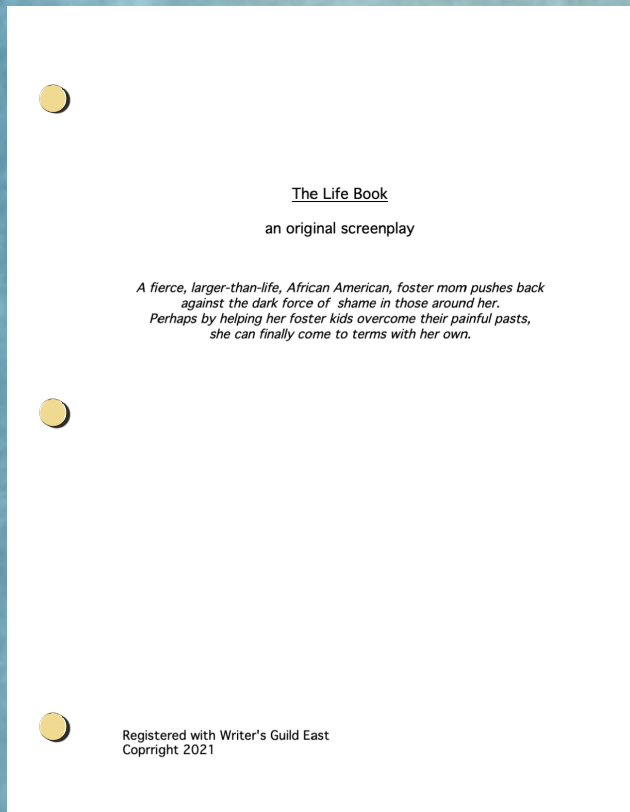 The Life Book
an original screenplay
A fierce, larger-than-life, African American, foster mom pushes back
against the dark force of  shame in those around her.
Perhaps by helping her foster kids overcome their painful pasts,
she can finally come to terms with her own.
Registered with Writer's Guild East
Coprright 2021